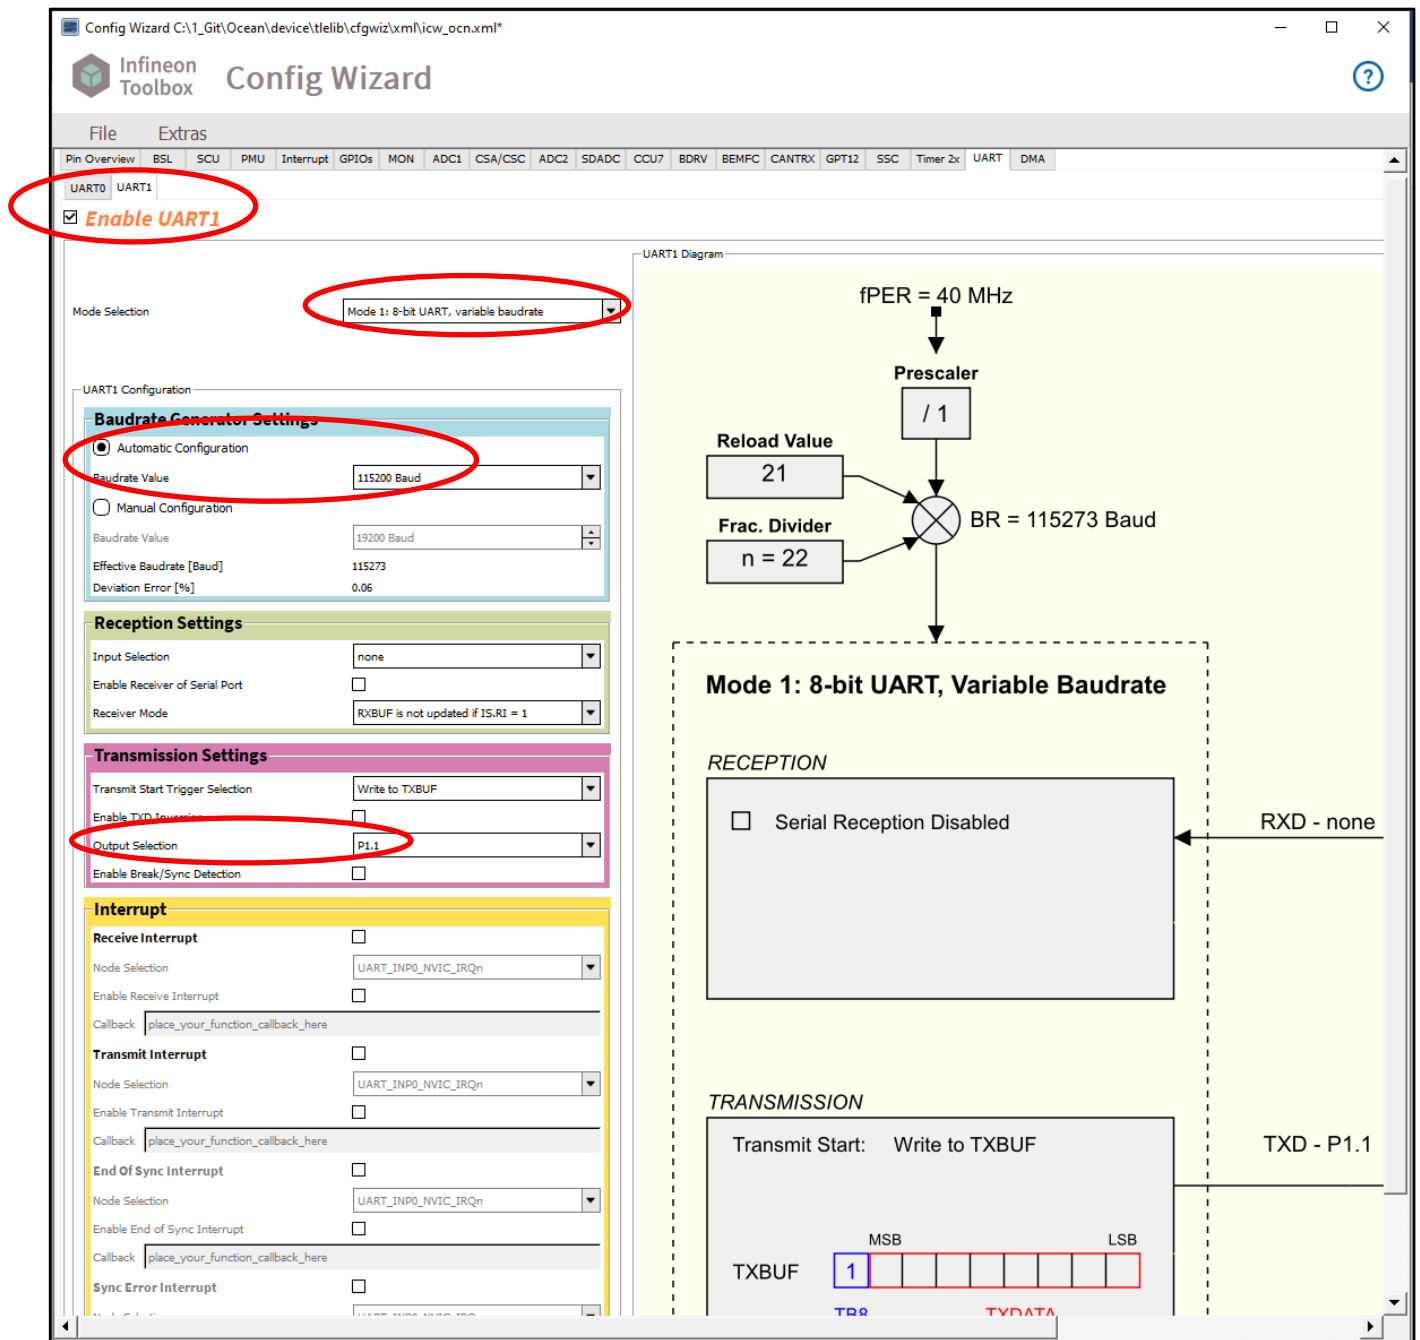 Config Wizard C:\1_Git\Ocean\device\tlelib\cfgwiz\xml\icw_ocn.xml*
Infineon
Toolbox
Config Wizard
?
File Extras
Pin Overview BSL SCU PMU Interrupt GPIOs MON ADC1 CSA/CSC ADC2 SDADC CCU7 BDRV BEMFC CANTRX GPT12 SSC Timer 2x UART DMA
UART0 UART1
Enable UART1
Mode Selection Mode 1: 8-bit UART, variable baudrate
UART1 Configuration
Baudrate Generator Settings
Automatic Configuration
Baudrate Value 115200 Baud
Manual Configuration
Baudrate Value 19200 Baud
Effective Baudrate [Baud] 115273
Deviation Error [%] 0.06
Reception Settings
Input Selection none
Enable Receiver of Serial Port
Receiver Mode RXBUF is not updated if IS.RI = 1
Transmission Settings
Transmit Start Trigger Selection Write to TXBUF
Enable TXD Inversion
Output Selection P1.1
Enable Break/Sync Detection
Interrupt
Receive Interrupt
Node Selection UART_INP0_NVIC_IRQn
Enable Receive Interrupt
Callback place_your_function_callback_here
Transmit Interrupt
Node Selection UART_INP0_NVIC_IRQn
Enable Transmit Interrupt
Callback place_your_function_callback_here
End Of Sync Interrupt
Node Selection UART_INP0_NVIC_IRQn
Enable End of Sync Interrupt
Callback place_your_function_callback_here
Sync Error Interrupt
UART1 Diagram
fPER = 40 MHz
Prescaler
/ 1
Reload Value
21
Frac. Divider
n = 22
BR = 115273 Baud
Mode 1: 8-bit UART, Variable Baudrate
RECEPTION
Serial Reception Disabled
RXD - none
TRANSMISSION
Transmit Start: Write to TXBUF
TXD - P1.1
MSB LSB
TXBUF 1
TB8 TXDATA